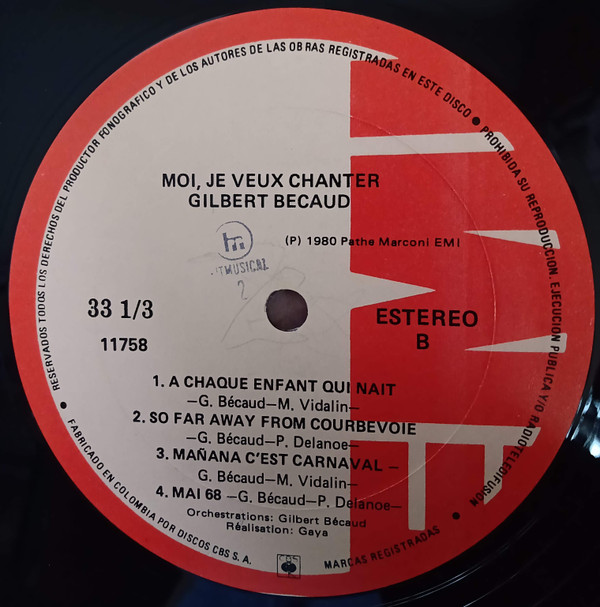 RESERVADOS TODOS LOS DERECHOS DEL PRODUCTOR FONOGRAFICO Y DE LOS AUTORES DE LAS OBRAS REGISTRADAS EN ESTE DISCO ● PROHIBIDA SU REPRODUCCION, EJECUCION PUBLICA Y/O RADIOTELEDIFUSION
MOI, JE VEUX CHANTER
GILBERT BECAUD
(P) 1980 Pathe Marconi EMI
2
33 1/3
11758
ESTEREO
B
1. A CHAQUE ENFANT QUI NAIT
—G. Bécaud—M. Vidalin—
2. SO FAR AWAY FROM COURBEVOIE
—G. Bécaud—P. Delanoe—
3. MAÑANA C'EST CARNAVAL —
G. Bécaud—M. Vidalin—
4. MAI 68 —G. Bécaud—P. Delanoe—
Orchestrations: Gilbert Bécaud
Réalisation: Gaya
CBS
● FABRICADO EN COLOMBIA POR DISCOS CBS S. A.
MARCAS REGISTRADAS ●